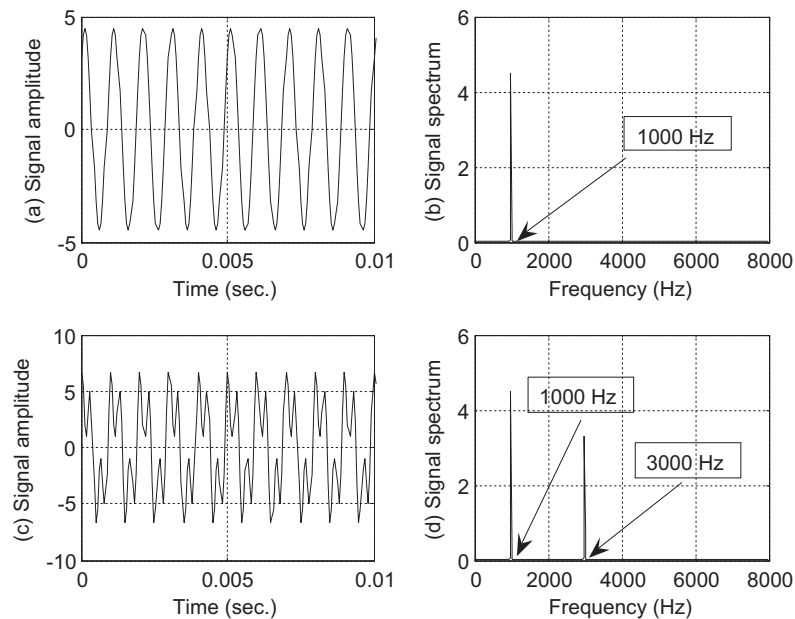 (a) Signal amplitude
5
0
-5
0
0.005
0.01
Time (sec.)
(b) Signal spectrum
6
4
2
0
1000 Hz
0
2000
4000
6000
8000
Frequency (Hz)
(c) Signal amplitude
10
5
0
-5
-10
0
0.005
0.01
Time (sec.)
(d) Signal spectrum
6
4
2
0
1000 Hz
3000 Hz
0
2000
4000
6000
8000
Frequency (Hz)